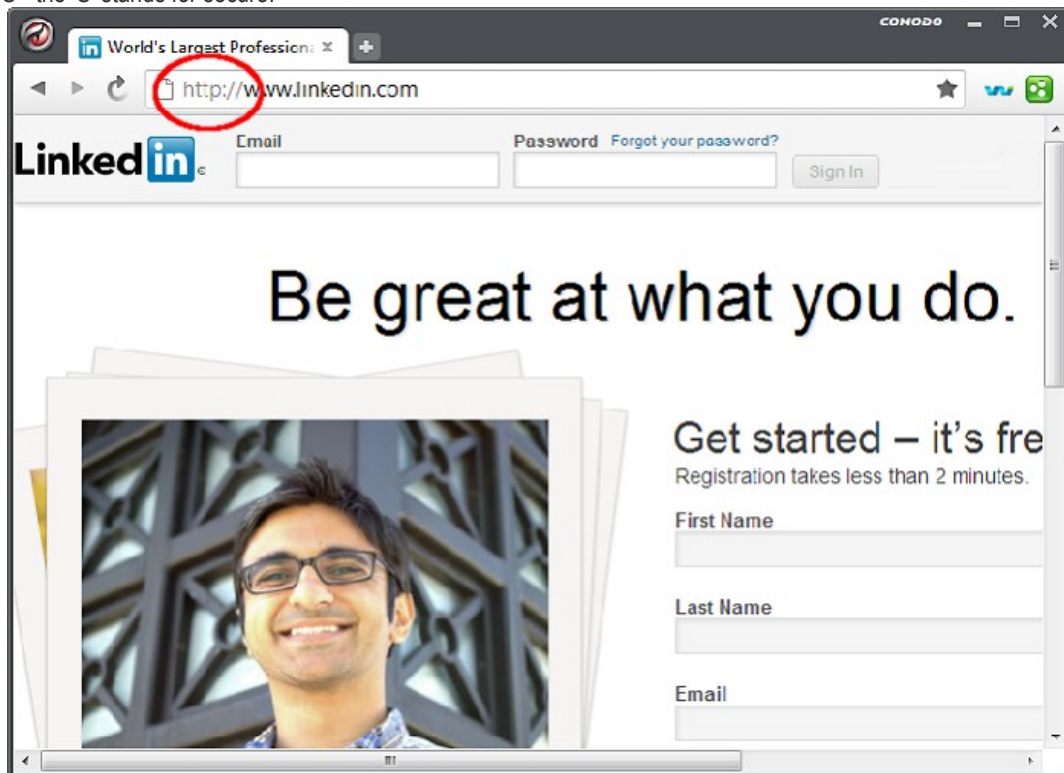 COMODO
World's Largest Profession
http://www.linkedin.com
Linked in
Email
Password Forgot your password?
Sign In
Be great at what you do.
Get started – it's fre
Registration takes less than 2 minutes.
First Name
Last Name
Email